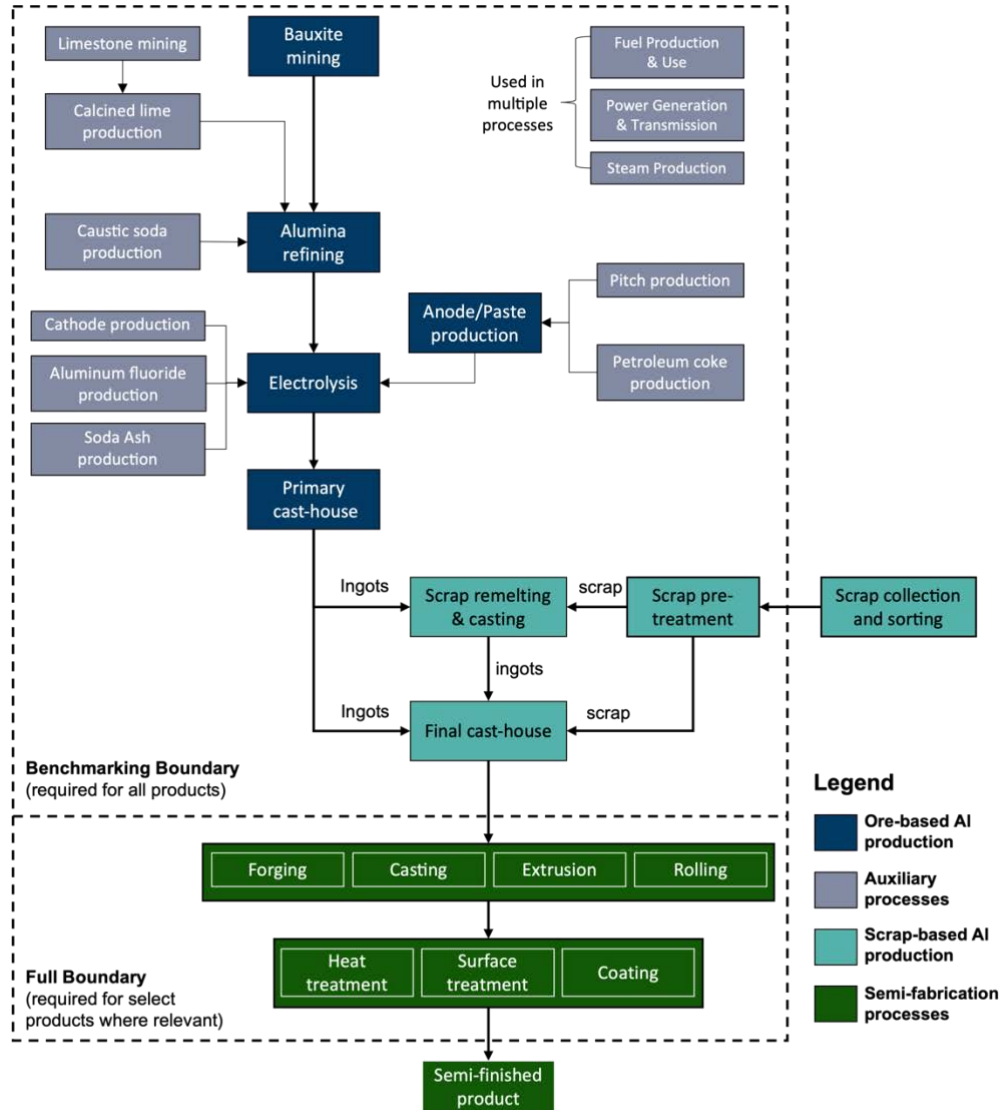 Limestone mining
Bauxite
mining
Fuel Production
& Use
Used in
multiple
processes
Calcined lime
production
Power Generation
& Transmission
Steam Production
Caustic soda
production
Alumina
refining
Pitch production
Anode/Paste
production
Cathode production
Aluminum fluoride
production
Electrolysis
Petroleum coke
production
Soda Ash
production
Primary
cast-house
Ingots
Scrap remelting
& casting
scrap
Scrap pre-
treatment
Scrap collection
and sorting
ingots
Ingots
Final cast-house
scrap
Benchmarking Boundary
(required for all products)
Legend
Ore-based Al
production
Auxiliary
processes
Scrap-based Al
production
Semi-fabrication
processes
Forging
Casting
Extrusion
Rolling
Full Boundary
(required for select
products where relevant)
Heat
treatment
Surface
treatment
Coating
Semi-finished
product